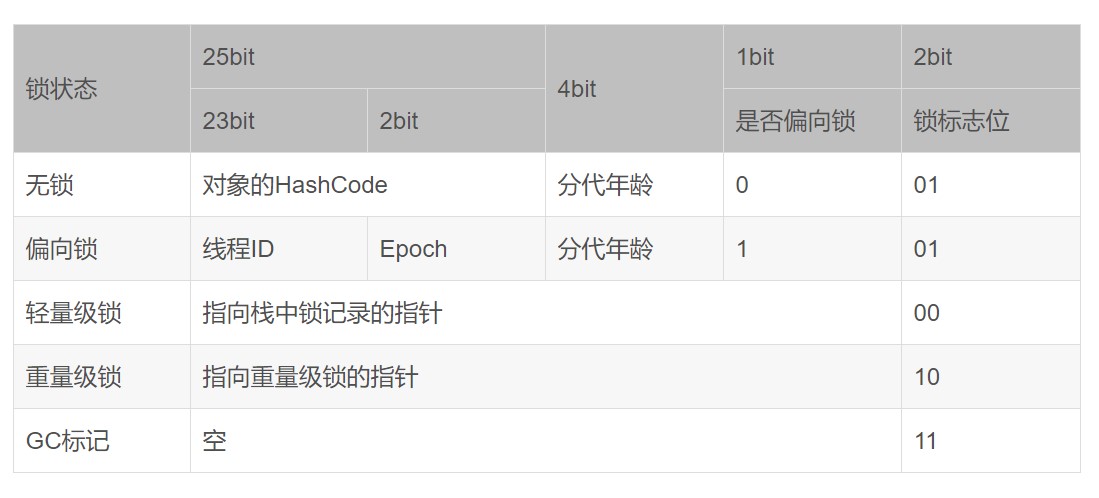 锁状态 25bit 4bit 1bit 2bit
23bit 2bit 是否偏向锁 锁标志位
无锁 对象的HashCode 分代年龄 0 01
偏向锁 线程ID Epoch 分代年龄 1 01
轻量级锁 指向栈中锁记录的指针 00
重量级锁 指向重量级锁的指针 10
GC标记 空 11